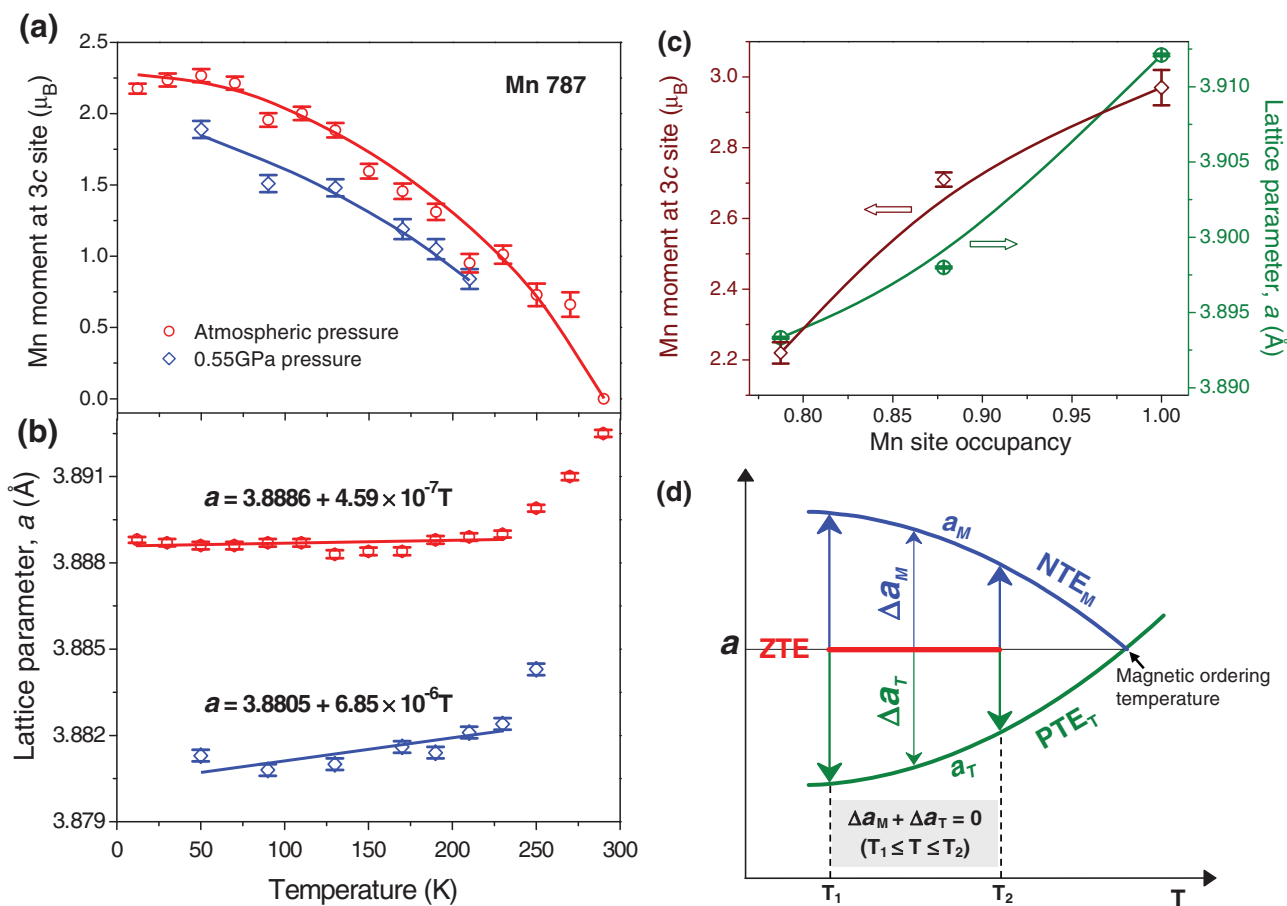 (a)
Mn 787
2.5
2.0
1.5
1.0
0.5
0.0
Mn moment at 3c site (μB)
Atmospheric pressure
0.55GPa pressure
(b)
3.891
3.888
3.885
3.882
3.879
Lattice parameter, a (Å)
a = 3.8886 + 4.59 × 10-7T
a = 3.8805 + 6.85 × 10-6T
0 50 100 150 200 250 300
Temperature (K)
(c)
3.0
2.8
2.6
2.4
2.2
Mn moment at 3c site (μB)
3.910
3.905
3.900
3.895
3.890
Lattice parameter, a (Å)
0.80 0.85 0.90 0.95 1.00
Mn site occupancy
(d)
aM
NTEM
ΔaM
a
ZTE
Magnetic ordering
temperature
ΔaT
PTET
aT
ΔaM + ΔaT = 0
(T1 ≤ T ≤ T2)
T1 T2 T